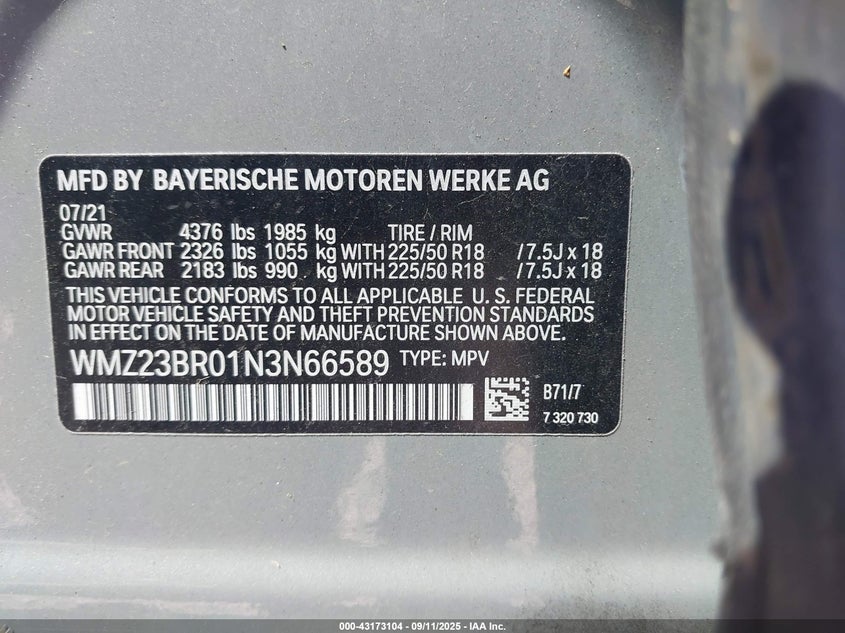 MFD BY BAYERISCHE MOTOREN WERKE AG
07/21
GVWR 4376 lbs 1985 kg TIRE / RIM
GAWR FRONT 2326 lbs 1055 kg WITH 225/50 R18 / 7.5J x 18
GAWR REAR 2183 lbs 990 kg WITH 225/50 R18 / 7.5J x 18
THIS VEHICLE CONFORMS TO ALL APPLICABLE U. S. FEDERAL
MOTOR VEHICLE SAFETY AND THEFT PREVENTION STANDARDS
IN EFFECT ON THE DATE OF MANUFACTURE SHOWN ABOVE.
WMZ23BR01N3N66589 TYPE: MPV
B71/7
7 320 730
000-43173104 - 09/11/2025 - IAA Inc.